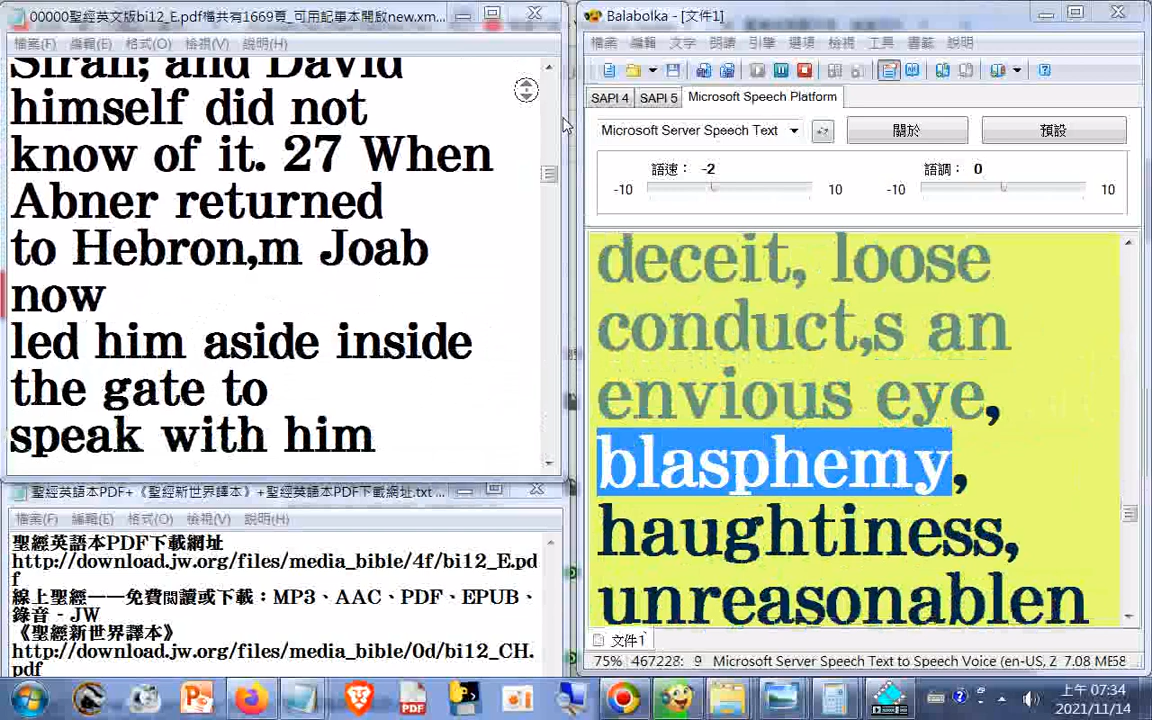 00000聖經英文版bi12_E.pdf檔共有1669頁_可用記事本開啟new.xm...
檔案(F) 編輯(E) 格式(O) 檢視(V) 說明(H)
Sirah; and David
himself did not
know of it. 27 When
Abner returned
to Hebron,m Joab
now
led him aside inside
the gate to
speak with him
聖經英語本PDF+《聖經新世界譯本》+聖經英語本PDF下載網址.txt ...
檔案(F) 編輯(E) 格式(O) 檢視(V) 說明(H)
聖經英語本PDF下載網址
http://download.jw.org/files/media_bible/4f/bi12_E.pd
f
線上聖經——免費閱讀或下載：MP3、AAC、PDF、EPUB、
錄音 - JW
《聖經新世界譯本》
http://download.jw.org/files/media_bible/0d/bi12_CH.
pdf
Balabolka - [文件1]
檔案 編輯 文字 朗讀 引擎 選項 檢視 工具 書籤 說明
SAPI 4 SAPI 5 Microsoft Speech Platform
Microsoft Server Speech Text 關於 預設
語速： -2 語調： 0
-10 10 -10 10
deceit, loose
conduct,s an
envious eye,
blasphemy,
haughtiness,
unreasonablen
文件1
75% 467228: 9 Microsoft Server Speech Text to Speech Voice (en-US, Z 7.08 ME58
上午 07:34
2021/11/14